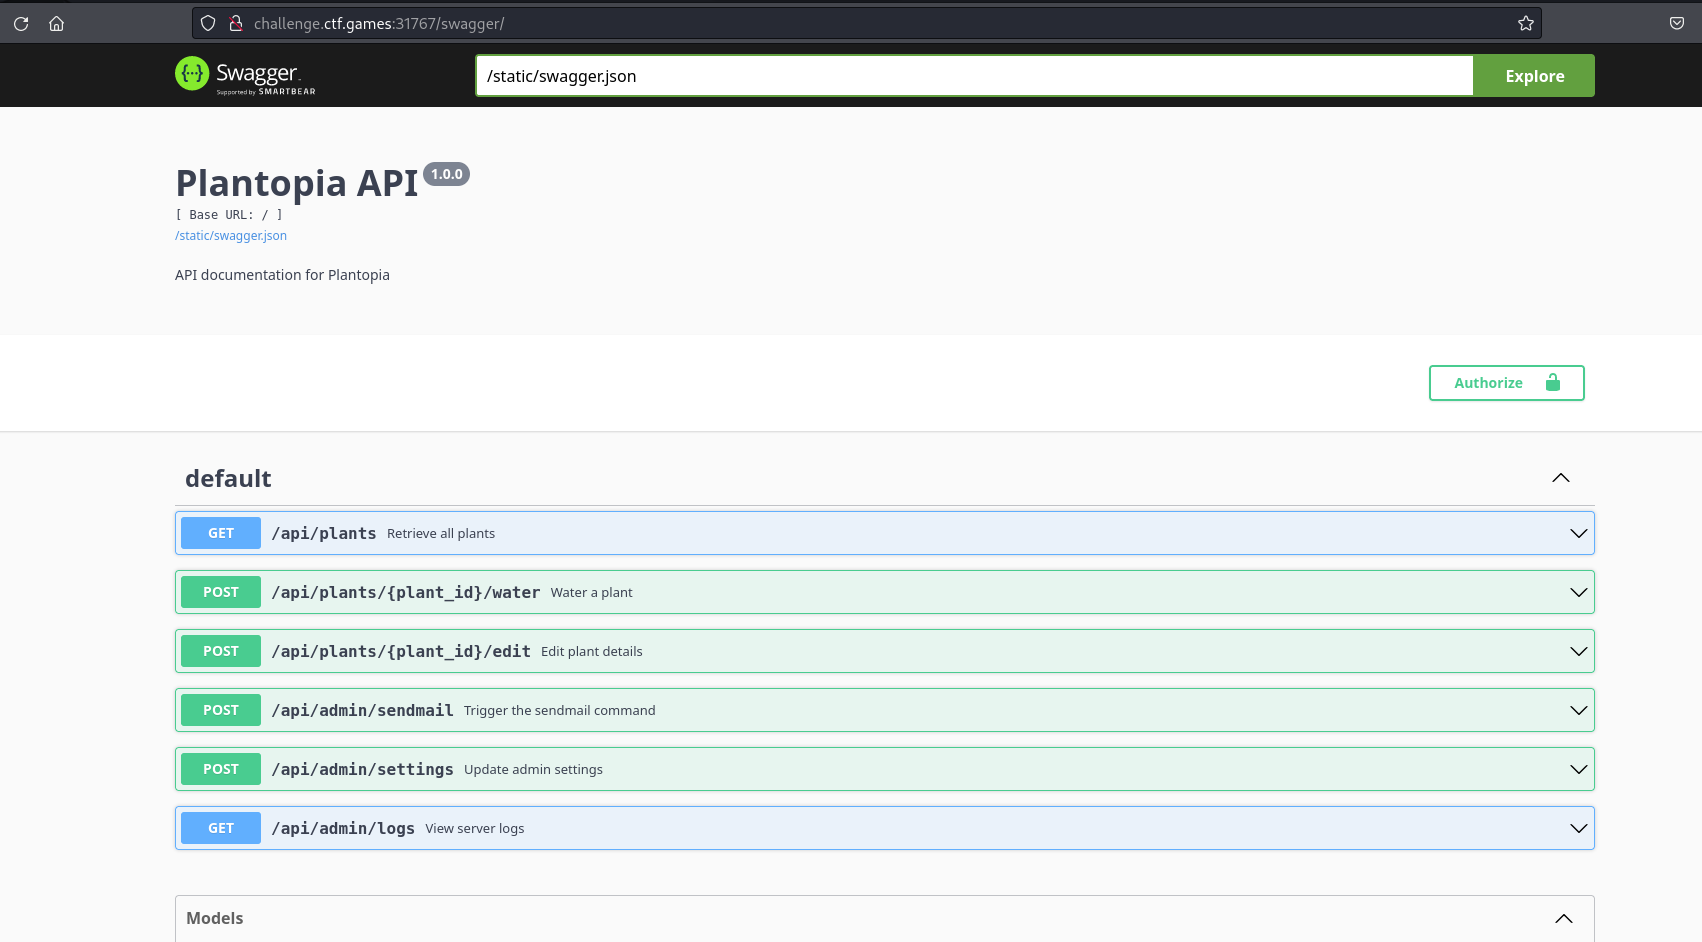 challenge.ctf.games:31767/swagger/
{···} Swagger.
Supported by SMARTBEAR
/static/swagger.json
Explore
Plantopia API 1.0.0
[ Base URL: / ]
/static/swagger.json
API documentation for Plantopia
Authorize
default
GET /api/plants Retrieve all plants
POST /api/plants/{plant_id}/water Water a plant
POST /api/plants/{plant_id}/edit Edit plant details
POST /api/admin/sendmail Trigger the sendmail command
POST /api/admin/settings Update admin settings
GET /api/admin/logs View server logs
Models